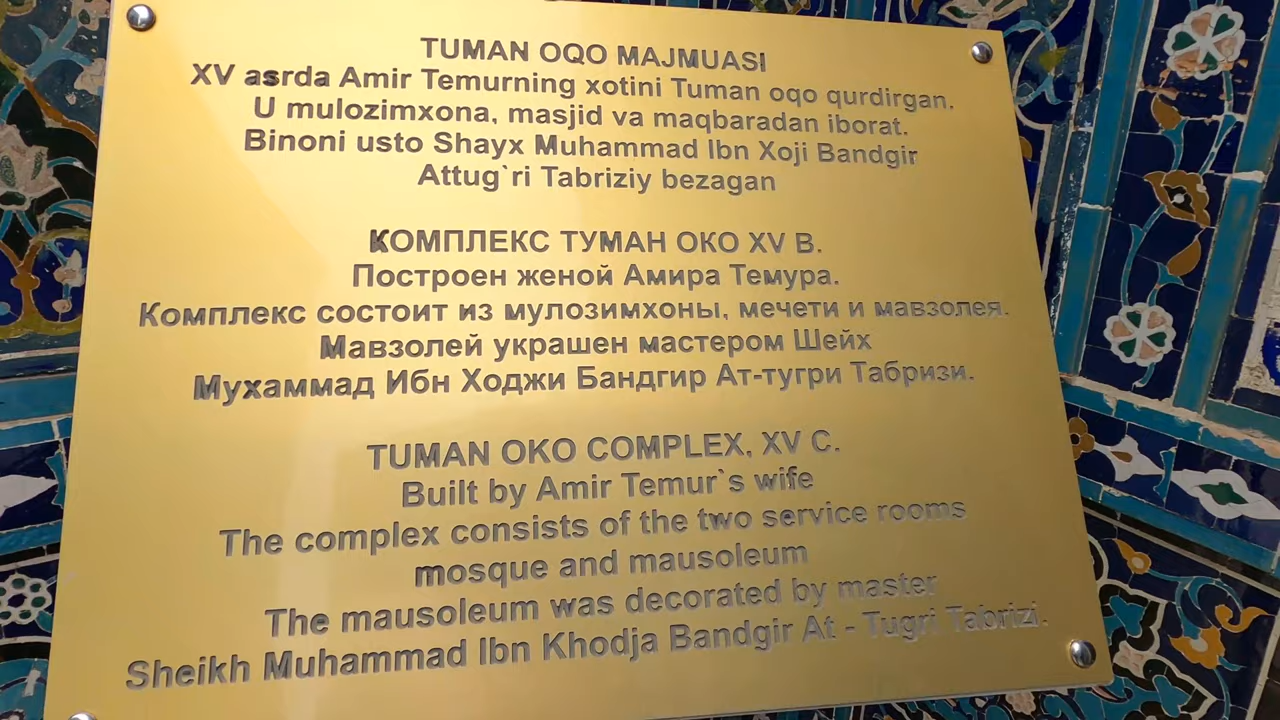 TUMAN OQO MAJMUASI
XV asrda Amir Temurning xotini Tuman oqo qurdirgan.
U mulozimxona, masjid va maqbaradan iborat.
Binoni usto Shayx Muhammad Ibn Xoji Bandgir
Attug`ri Tabriziy bezagan
КОМПЛЕКС ТУМАН ОКО XV В.
Построен женой Амира Темура.
Комплекс состоит из мулозимхоны, мечети и мавзолея.
Мавзолей украшен мастером Шейх
Мухаммад Ибн Ходжи Бандгир Ат-тугри Табризи.
TUMAN OKO COMPLEX, XV C.
Built by Amir Temur`s wife
The complex consists of the two service rooms
mosque and mausoleum
The mausoleum was decorated by master
Sheikh Muhammad Ibn Khodja Bandgir At - Tugri Tabrizi.